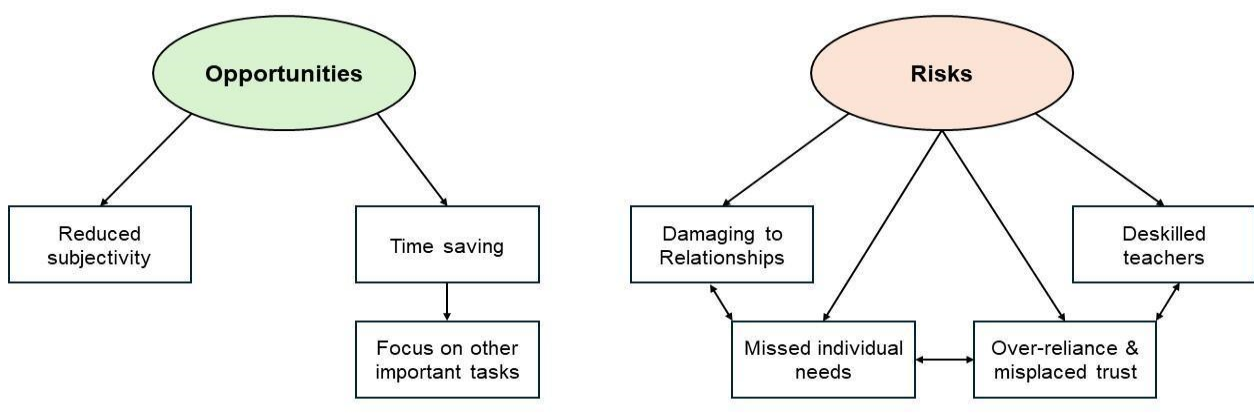 Opportunities
Risks
Reduced
subjectivity
Time saving
Focus on other
important tasks
Damaging to
Relationships
Deskilled
teachers
Missed individual
needs
Over-reliance &
misplaced trust